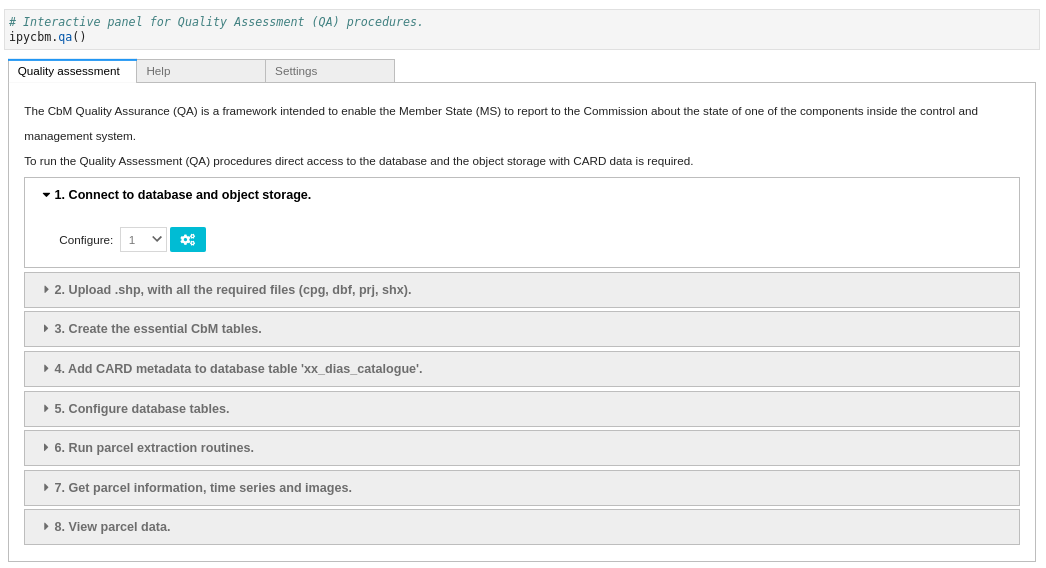 # Interactive panel for Quality Assessment (QA) procedures.
ipycbm.qa()
Quality assessment
Help
Settings
The CbM Quality Assurance (QA) is a framework intended to enable the Member State (MS) to report to the Commission about the state of one of the components inside the control and
management system.
To run the Quality Assessment (QA) procedures direct access to the database and the object storage with CARD data is required.
1. Connect to database and object storage.
Configure: 1
2. Upload .shp, with all the required files (cpg, dbf, prj, shx).
3. Create the essential CbM tables.
4. Add CARD metadata to database table 'xx_dias_catalogue'.
5. Configure database tables.
6. Run parcel extraction routines.
7. Get parcel information, time series and images.
8. View parcel data.